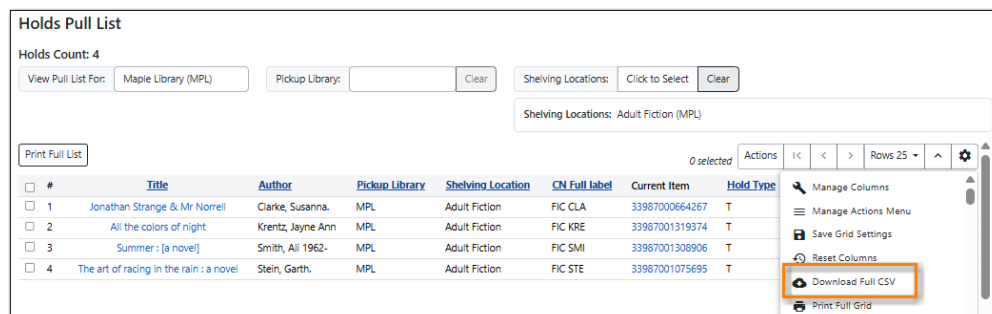 Holds Pull List
Holds Count: 4
View Pull List For: Maple Library (MPL) Pickup Library: Clear Shelving Locations: Click to Select Clear
Shelving Locations: Adult Fiction (MPL)
Print Full List 0 selected Actions Rows 25
# Title Author Pickup Library Shelving Location CN Full label Current Item Hold Type
1 Jonathan Strange & Mr Norrell Clarke, Susanna. MPL Adult Fiction FIC CLA 33987000664267 T
2 All the colors of night Krentz, Jayne Ann MPL Adult Fiction FIC KRE 33987001319374 T
3 Summer : [a novel] Smith, Ali 1962- MPL Adult Fiction FIC SMI 33987001308906 T
4 The art of racing in the rain : a novel Stein, Garth. MPL Adult Fiction FIC STE 33987001075695 T
Manage Columns
Manage Actions Menu
Save Grid Settings
Reset Columns
Download Full CSV
Print Full Grid